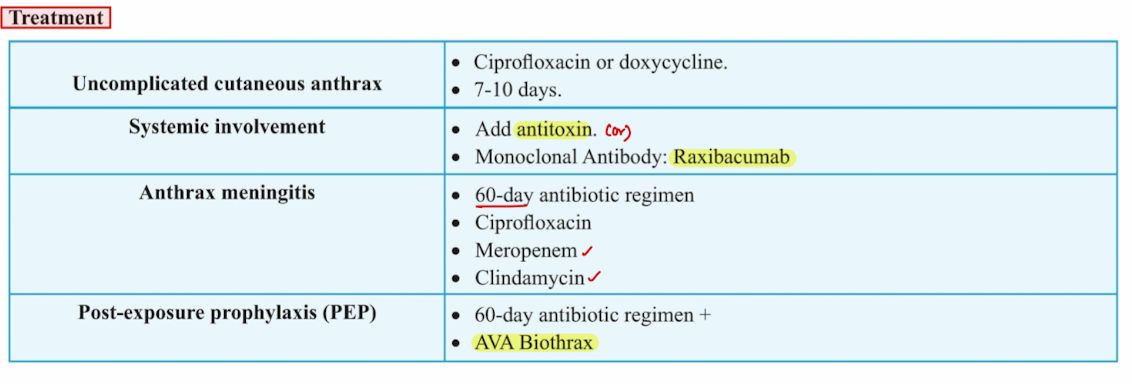 Treatment
Uncomplicated cutaneous anthrax
• Ciprofloxacin or doxycycline.
• 7-10 days.
Systemic involvement
• Add antitoxin. (or)
• Monoclonal Antibody: Raxibacumab
Anthrax meningitis
• 60-day antibiotic regimen
• Ciprofloxacin
• Meropenem ✓
• Clindamycin ✓
Post-exposure prophylaxis (PEP)
• 60-day antibiotic regimen +
• AVA Biothrax